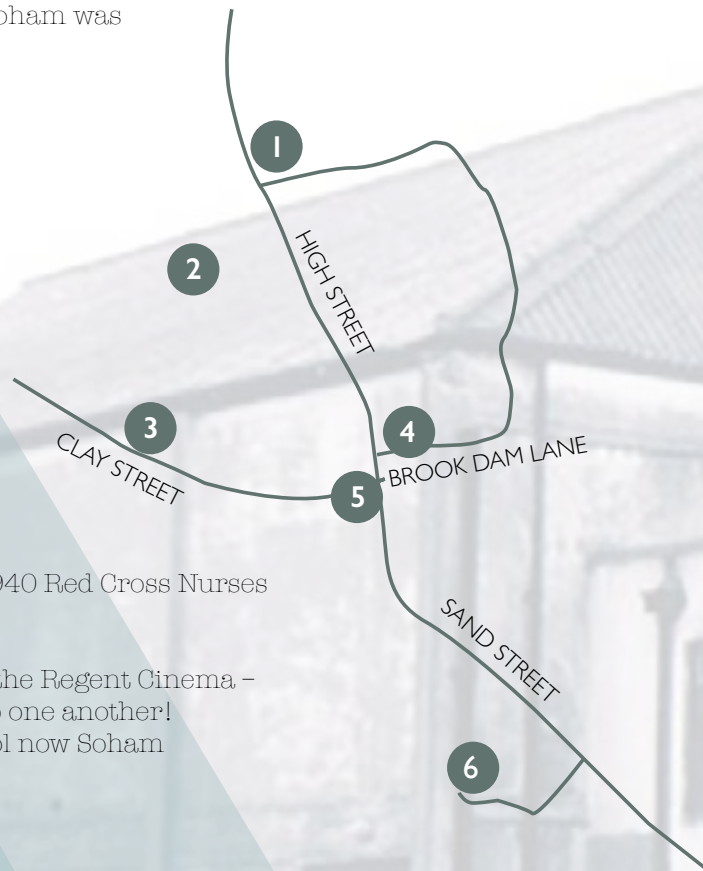 oham was
1
2
HIGH STREET
3
4
CLAY STREET
BROOK DAM LANE
5
940 Red Cross Nurses
SAND STREET
the Regent Cinema –
o one another!
ol now Soham
6